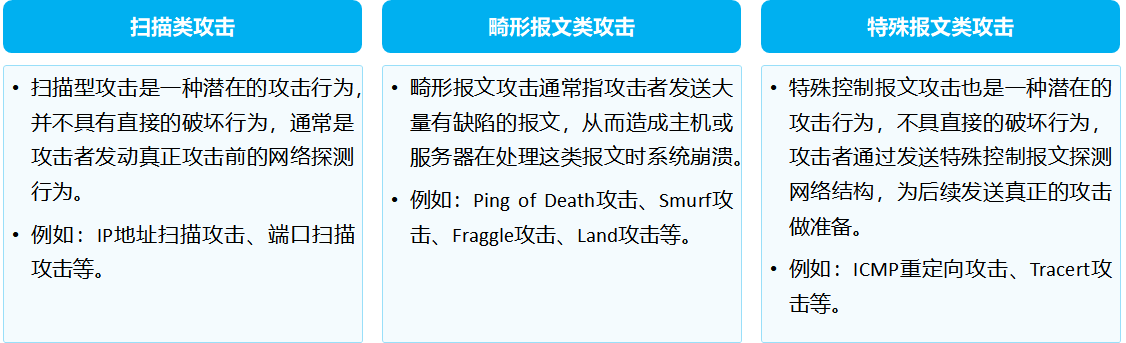 扫描类攻击
• 扫描型攻击是一种潜在的攻击行为，
并不具有直接的破坏行为，通常是
攻击者发动真正攻击前的网络探测
行为。
• 例如：IP地址扫描攻击、端口扫描
攻击等。
畸形报文类攻击
• 畸形报文攻击通常指攻击者发送大
量有缺陷的报文，从而造成主机或
服务器在处理这类报文时系统崩溃。
• 例如：Ping of Death攻击、Smurf攻
击、Fraggle攻击、Land攻击等。
特殊报文类攻击
• 特殊控制报文攻击也是一种潜在的
攻击行为，不具直接的破坏行为，
攻击者通过发送特殊控制报文探测
网络结构，为后续发送真正的攻击
做准备。
• 例如：ICMP重定向攻击、Tracert攻
击等。